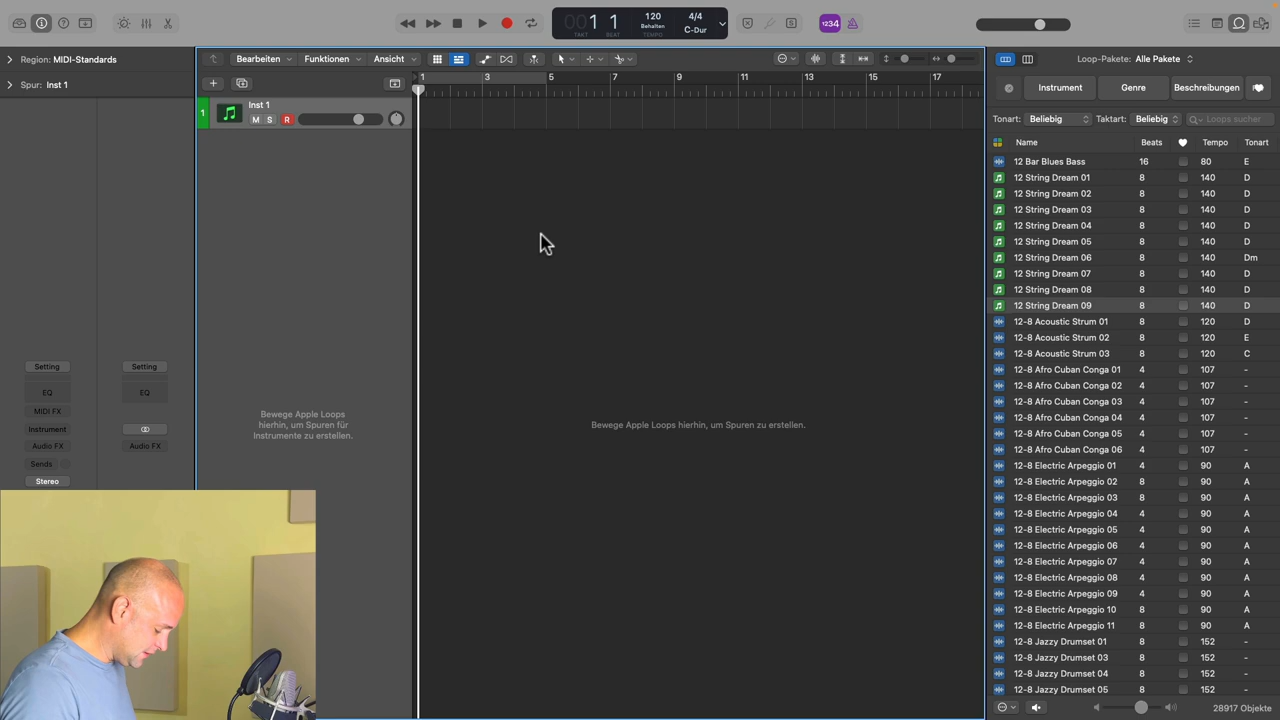 1 1
TAKT BEAT
120
Behalten
TEMPO
4/4
C-Dur
1234
Region: MIDI-Standards
Spur: Inst 1
Bearbeiten
Funktionen
Ansicht
1 3 5 7 9 11 13 15 17
1
Inst 1
M S R
Bewege Apple Loops
hierhin, um Spuren für
Instrumente zu erstellen.
Bewege Apple Loops hierhin, um Spuren zu erstellen.
Setting
EQ
MIDI FX
Instrument
Audio FX
Sends
Stereo
Setting
EQ
Audio FX
Loop-Pakete: Alle Pakete
Instrument
Genre
Beschreibungen
Tonart: Beliebig
Taktart: Beliebig
Loops suchen
Name Beats Tempo Tonart
12 Bar Blues Bass 16 80 E
12 String Dream 01 8 140 D
12 String Dream 02 8 140 D
12 String Dream 03 8 140 D
12 String Dream 04 8 140 D
12 String Dream 05 8 140 D
12 String Dream 06 8 140 Dm
12 String Dream 07 8 140 D
12 String Dream 08 8 140 D
12 String Dream 09 8 140 D
12-8 Acoustic Strum 01 8 120 D
12-8 Acoustic Strum 02 8 120 E
12-8 Acoustic Strum 03 8 120 C
12-8 Afro Cuban Conga 01 4 107 -
12-8 Afro Cuban Conga 02 4 107 -
12-8 Afro Cuban Conga 03 4 107 -
12-8 Afro Cuban Conga 04 4 107 -
12-8 Afro Cuban Conga 05 4 107 -
12-8 Afro Cuban Conga 06 4 107 -
12-8 Electric Arpeggio 01 4 90 A
12-8 Electric Arpeggio 02 4 90 A
12-8 Electric Arpeggio 03 4 90 A
12-8 Electric Arpeggio 04 4 90 A
12-8 Electric Arpeggio 05 4 90 A
12-8 Electric Arpeggio 06 4 90 A
12-8 Electric Arpeggio 07 4 90 A
12-8 Electric Arpeggio 08 4 90 A
12-8 Electric Arpeggio 09 4 90 A
12-8 Electric Arpeggio 10 8 90 A
12-8 Electric Arpeggio 11 8 90 A
12-8 Jazzy Drumset 01 8 152 -
12-8 Jazzy Drumset 03 8 152 -
12-8 Jazzy Drumset 04 8 152 -
12-8 Jazzy Drumset 05 8 152 -
28917 Objekte